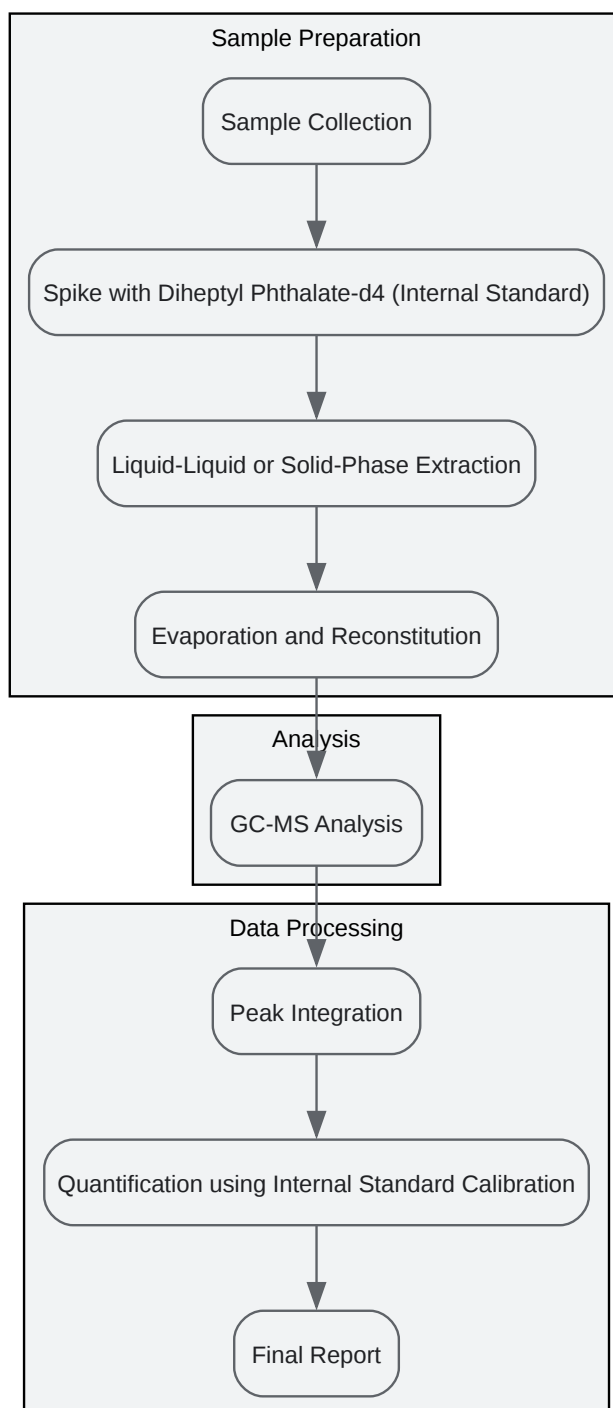 Sample Preparation
Sample Collection
Spike with Diheptyl Phthalate-d4 (Internal Standard)
Liquid-Liquid or Solid-Phase Extraction
Evaporation and Reconstitution
Analysis
GC-MS Analysis
Data Processing
Peak Integration
Quantification using Internal Standard Calibration
Final Report